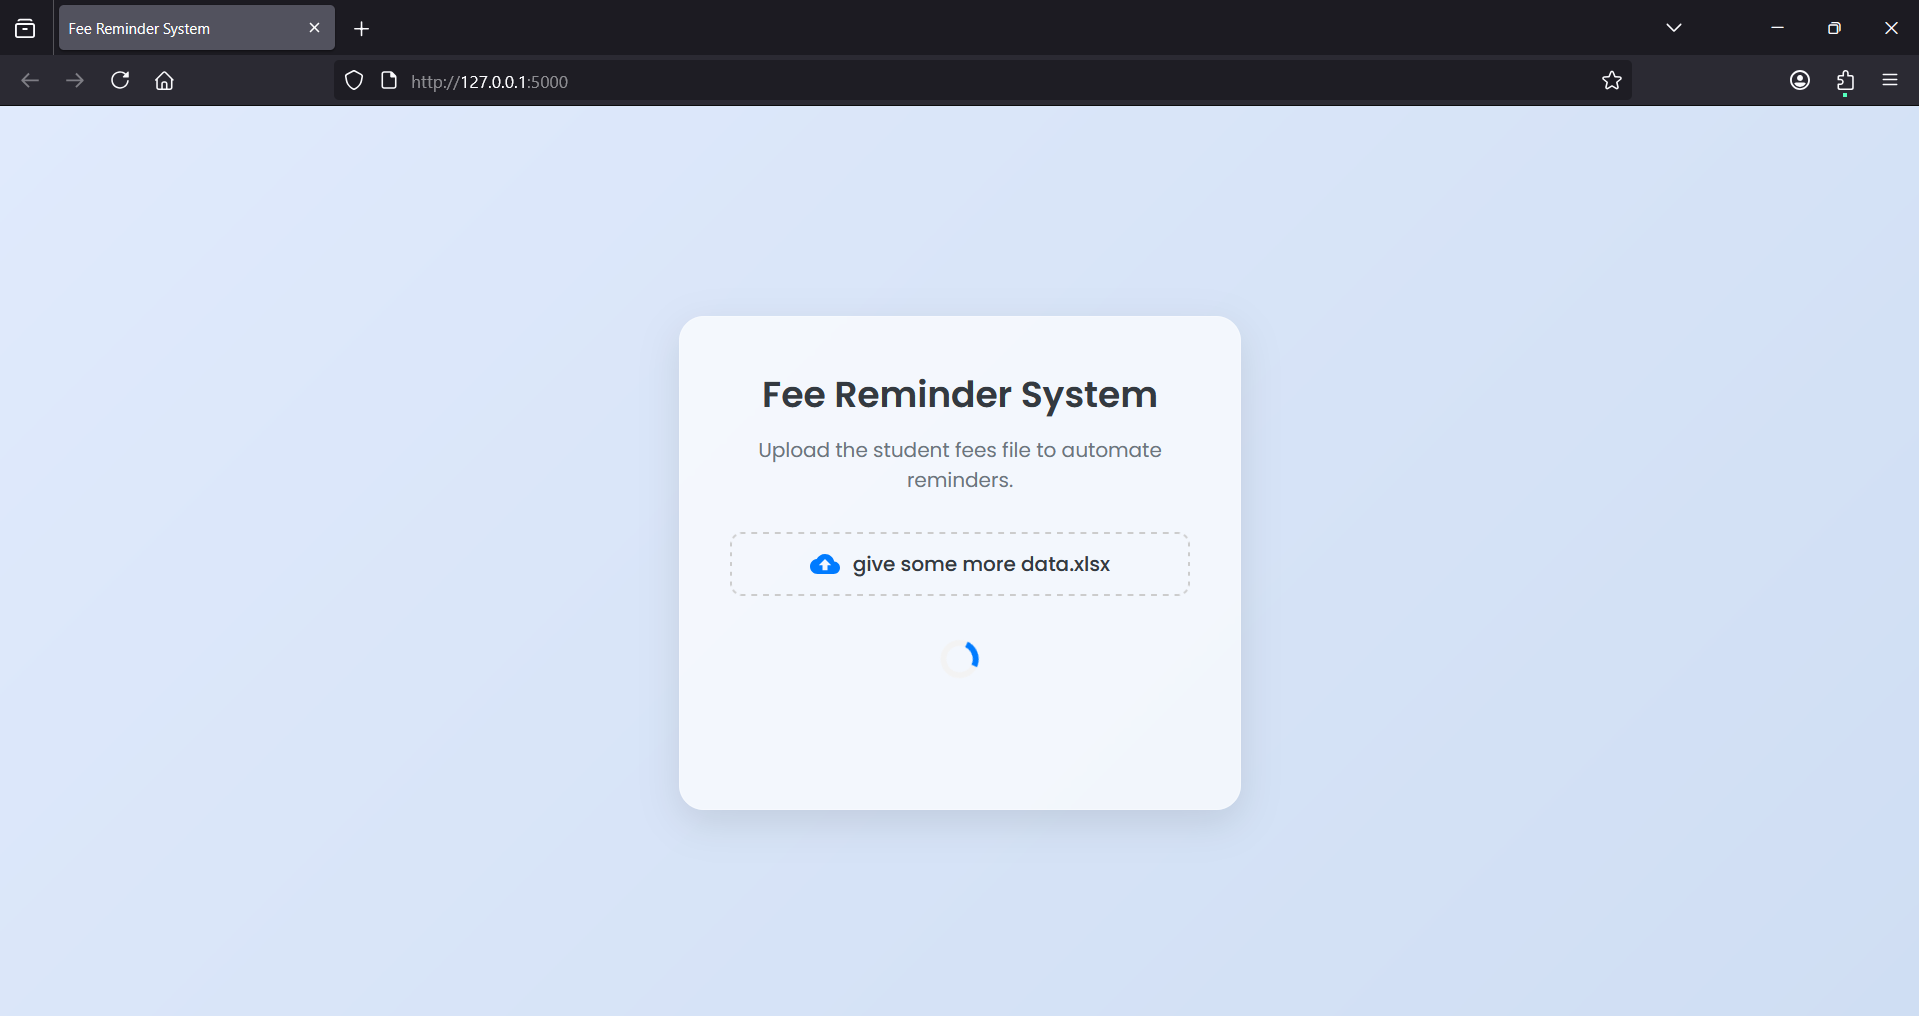 Fee Reminder System
http://127.0.0.1:5000
Fee Reminder System
Upload the student fees file to automate
reminders.
give some more data.xlsx